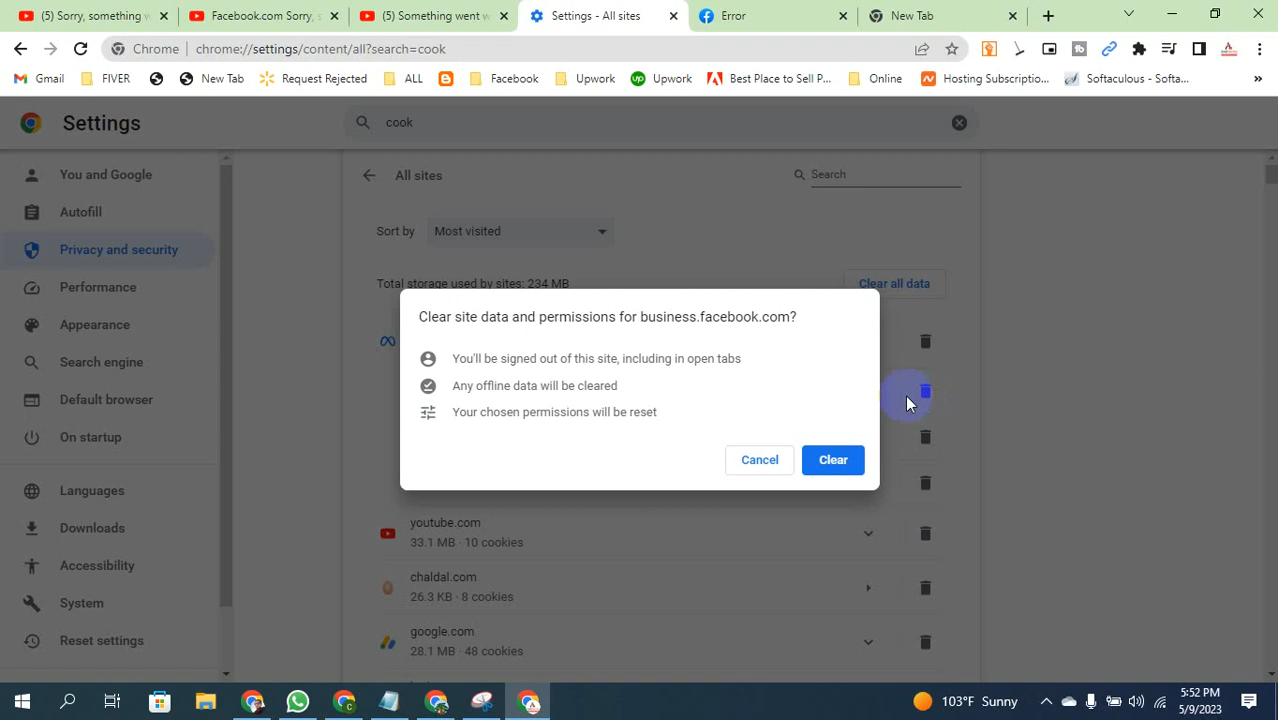 (5) Sorry, something w
Facebook.com Sorry, s
(5) Something went w
Settings - All sites
Error
New Tab
Chrome | chrome://settings/content/all?search=cook
Gmail
FIVER
New Tab
Request Rejected
ALL
Facebook
Upwork
Upwork
Best Place to Sell P...
Online
Hosting Subscriptio...
Softaculous - Softa...
»
Settings
cook
You and Google
Autofill
Privacy and security
Performance
Appearance
Search engine
Default browser
On startup
Languages
Downloads
Accessibility
System
Reset settings
All sites
Search
Sort by
Most visited
Total storage used by sites: 234 MB
Clear all data
Clear site data and permissions for business.facebook.com?
You'll be signed out of this site, including in open tabs
Any offline data will be cleared
Your chosen permissions will be reset
Cancel
Clear
youtube.com
33.1 MB · 10 cookies
chaldal.com
26.3 KB · 8 cookies
google.com
28.1 MB · 48 cookies
103°F Sunny
5:52 PM
5/9/2023